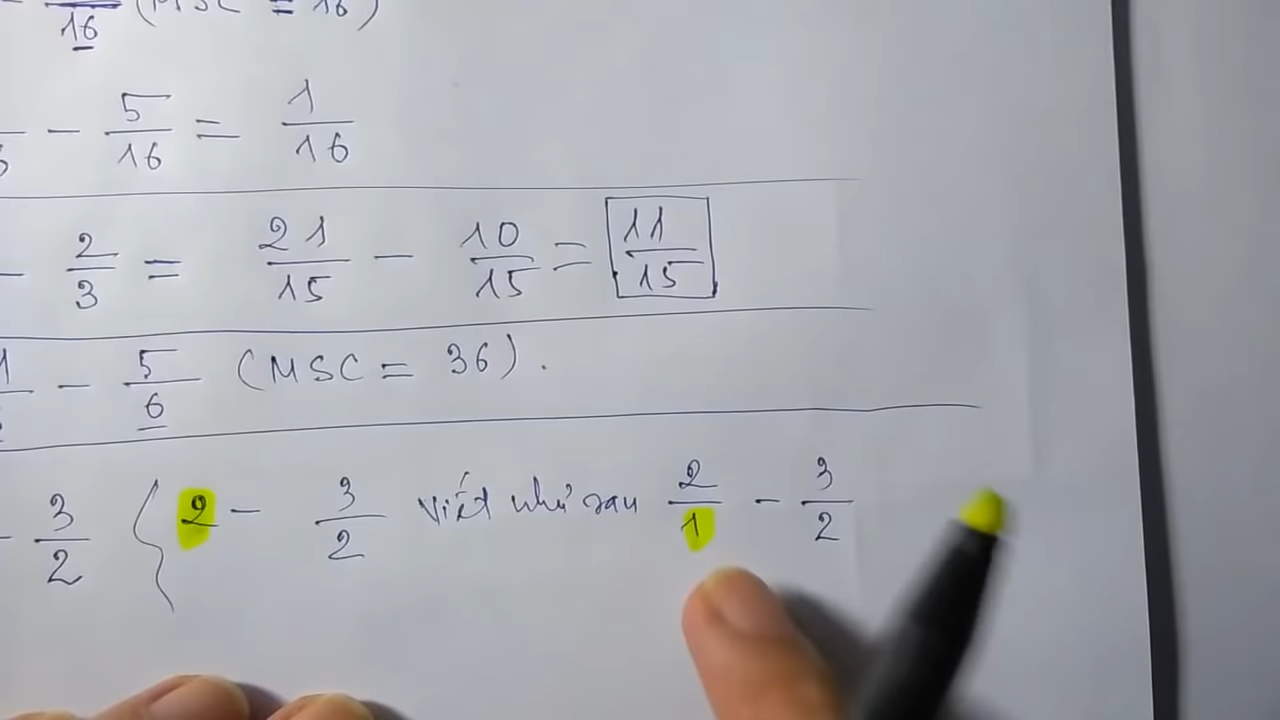 16 (MSC = 16)
- 5/16 = 1/16
- 2/3 = 21/15 - 10/15 = 11/15
- 5/6 (MSC = 36).
- 3/2 { 2 - 3/2 viết như sau 2/1 - 3/2